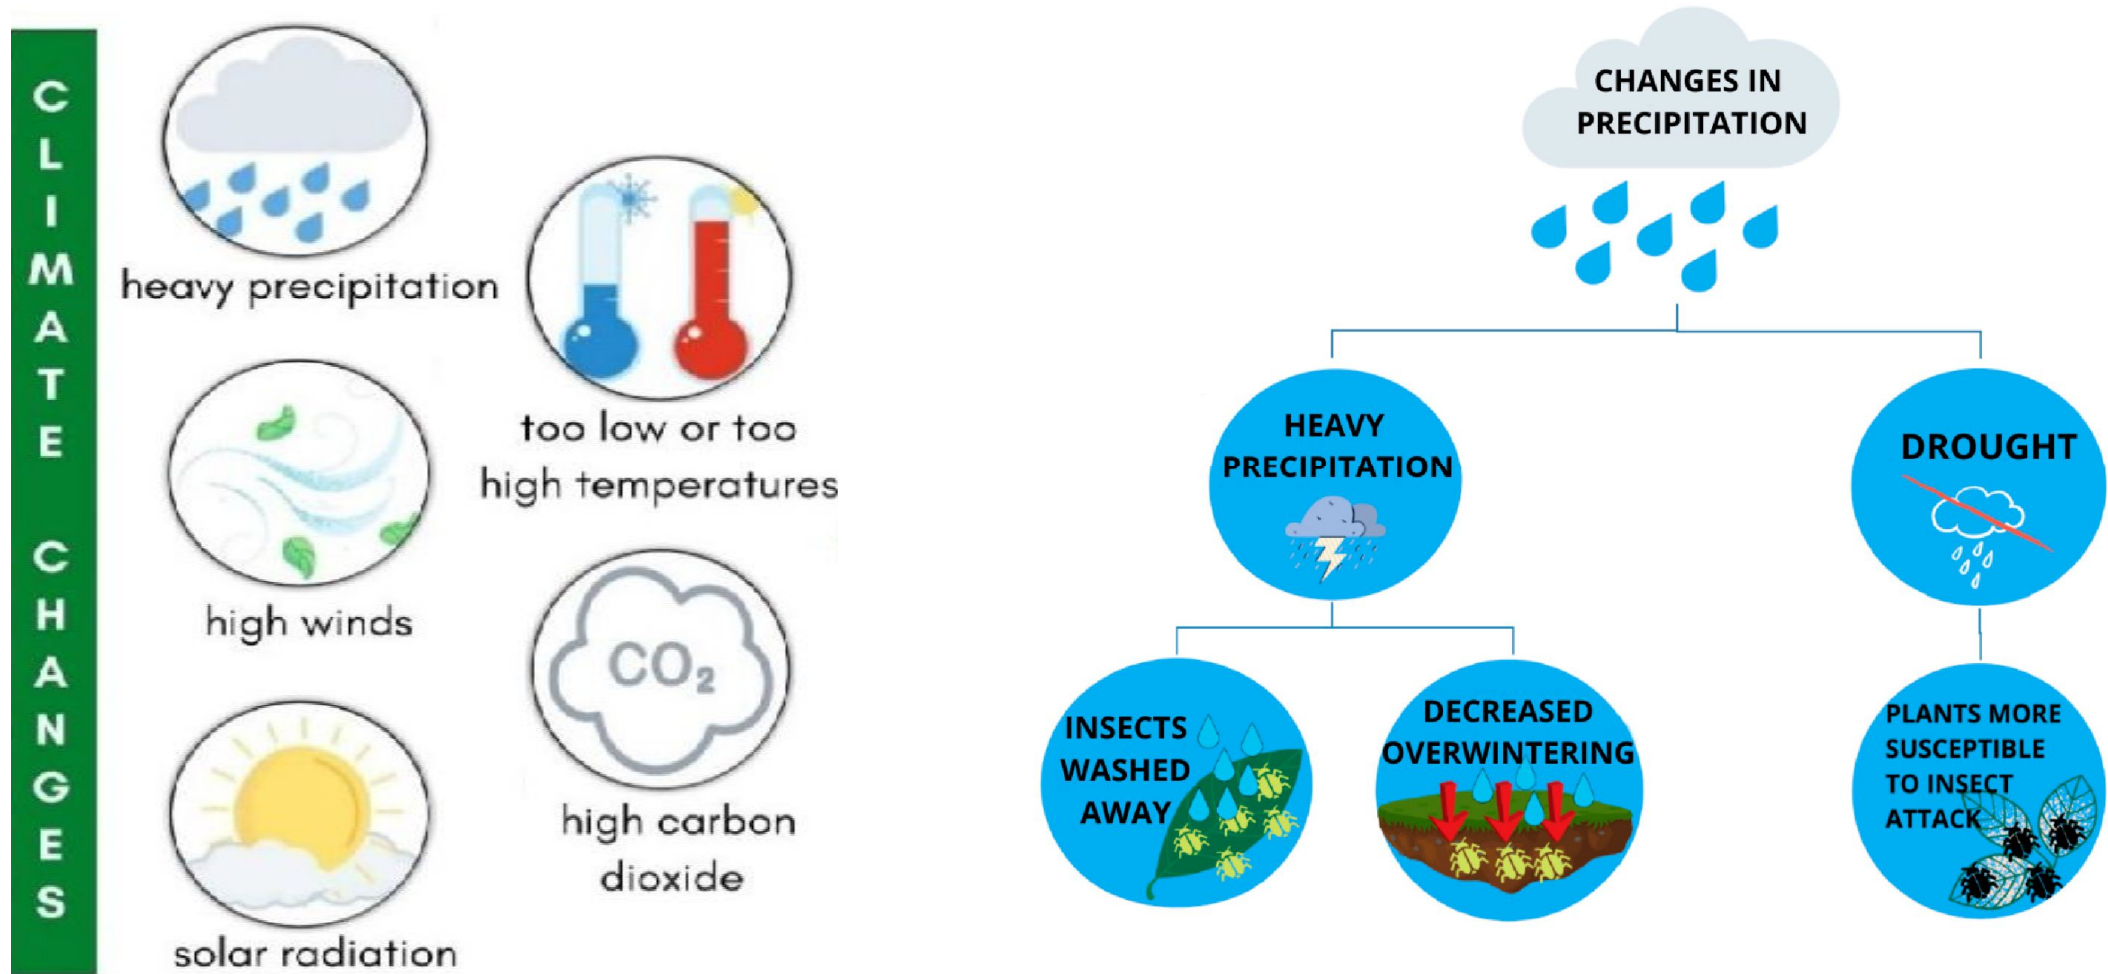 CLIMATE CHANGES
heavy precipitation
too low or too
high temperatures
high winds
CO₂
high carbon
dioxide
solar radiation
CHANGES IN
PRECIPITATION
HEAVY
PRECIPITATION
DROUGHT
INSECTS
WASHED
AWAY
DECREASED
OVERWINTERING
PLANTS MORE
SUSCEPTIBLE
TO INSECT
ATTACK